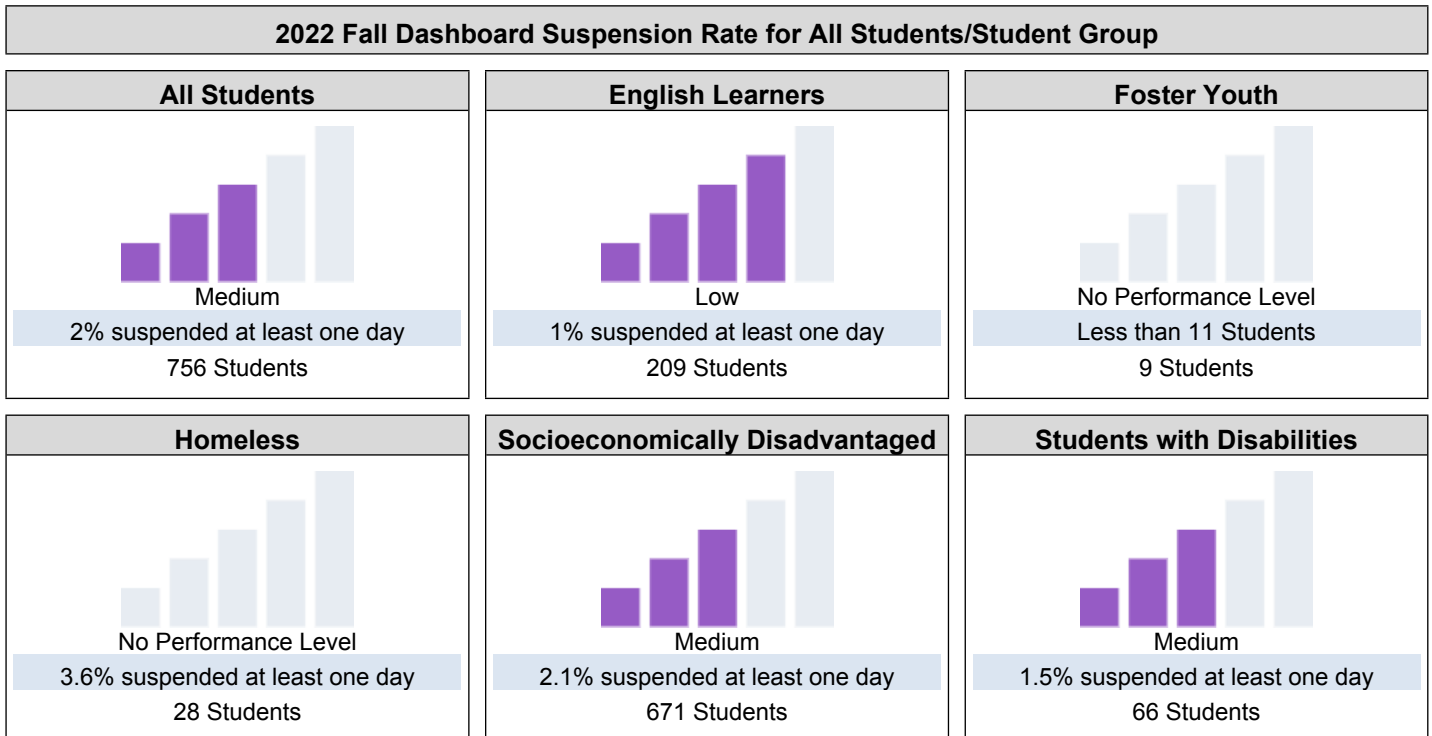 2022 Fall Dashboard Suspension Rate for All Students/Student Group
All Students
Medium
2% suspended at least one day
756 Students
English Learners
Low
1% suspended at least one day
209 Students
Foster Youth
No Performance Level
Less than 11 Students
9 Students
Homeless
No Performance Level
3.6% suspended at least one day
28 Students
Socioeconomically Disadvantaged
Medium
2.1% suspended at least one day
671 Students
Students with Disabilities
Medium
1.5% suspended at least one day
66 Students